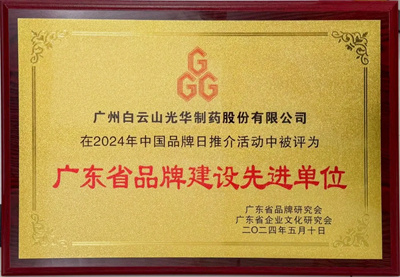 G
GG
广州白云山光华制药股份有限公司
在2024年中国品牌日推介活动中被评为
广东省品牌建设先进单位
广东省品牌研究会
广东省企业文化研究会
二〇二四年五月十日